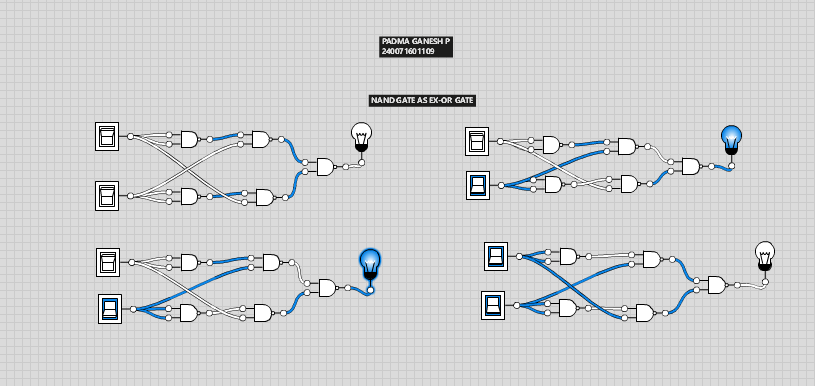 PADMA GANESH P
240071601109
NAND GATE AS EX-OR GATE